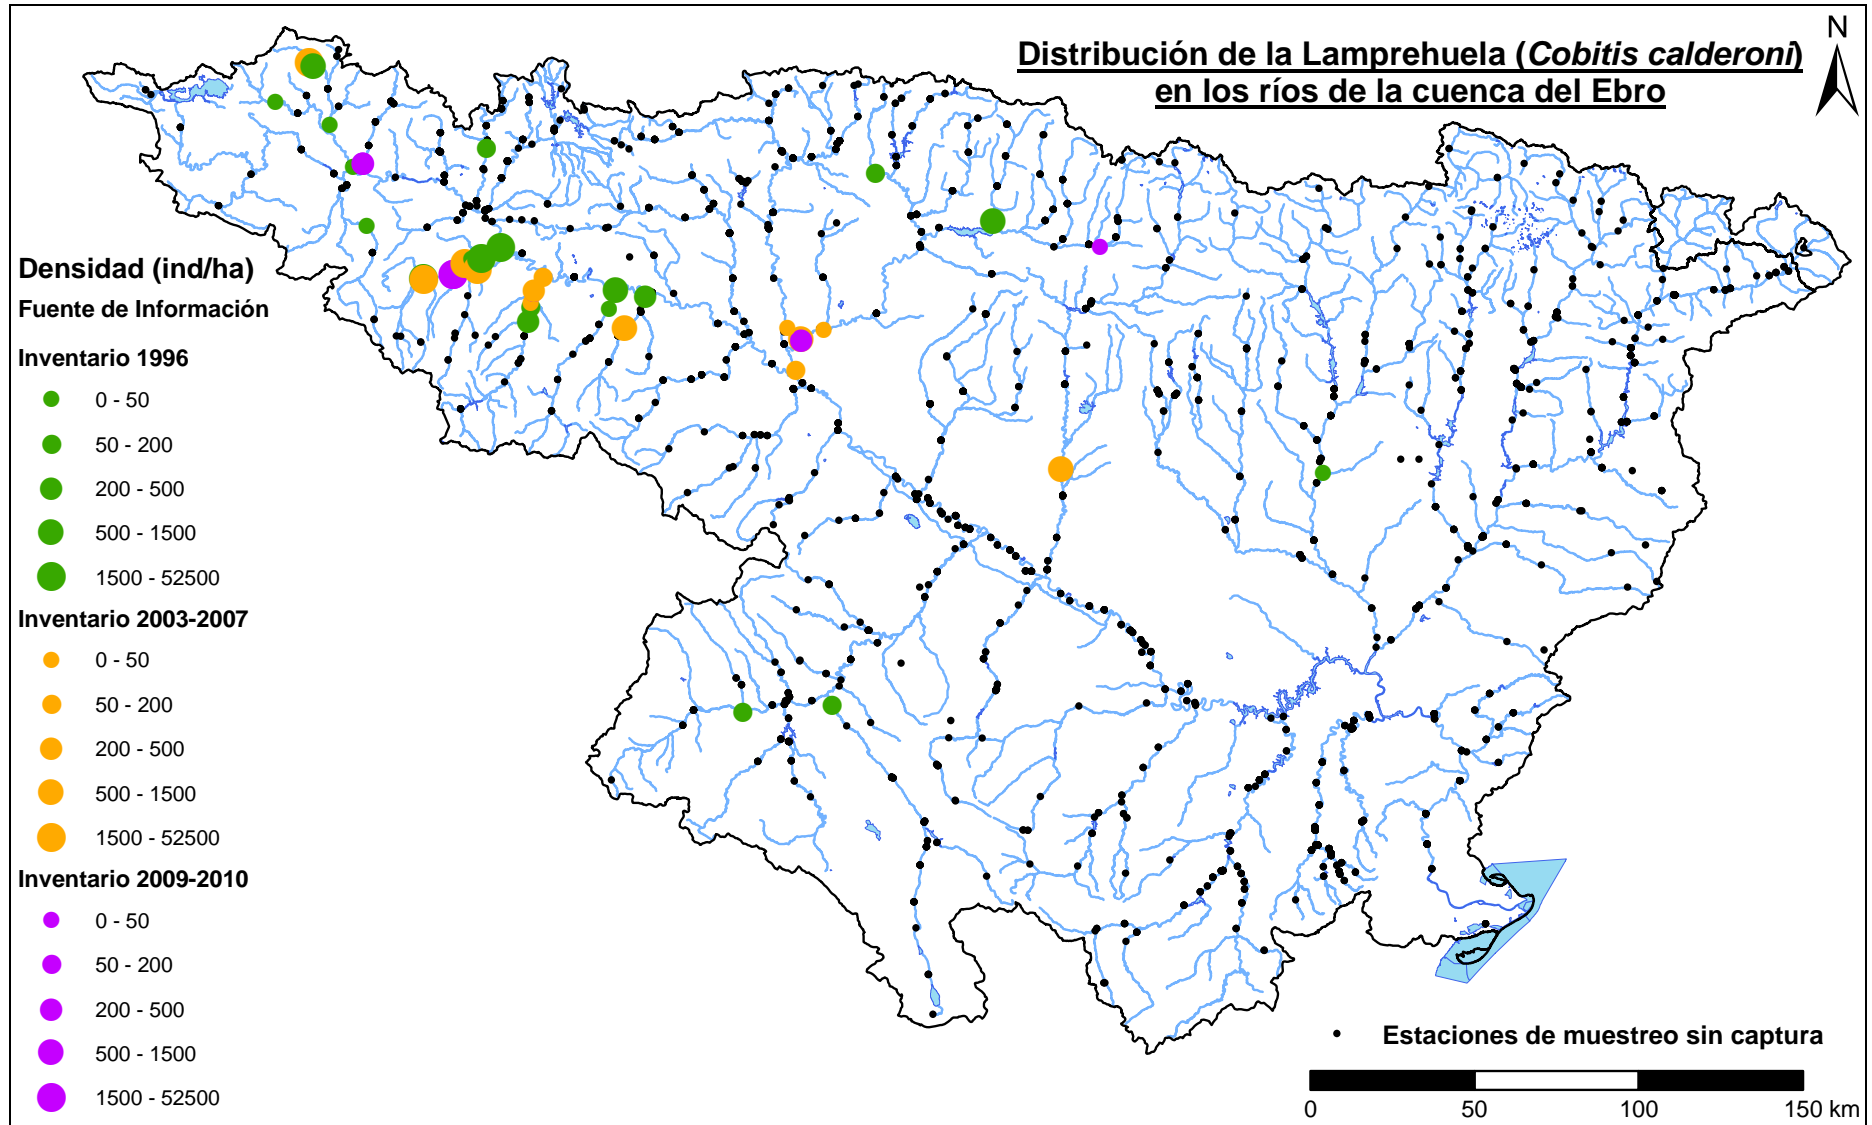 Distribución de la Lamprehuela (Cobitis calderoni)
en los ríos de la cuenca del Ebro
N
Densidad (ind/ha)
Fuente de Información
Inventario 1996
0 - 50
50 - 200
200 - 500
500 - 1500
1500 - 52500
Inventario 2003-2007
0 - 50
50 - 200
200 - 500
500 - 1500
1500 - 52500
Inventario 2009-2010
0 - 50
50 - 200
200 - 500
500 - 1500
1500 - 52500
Estaciones de muestreo sin captura
0 50 100 150 km